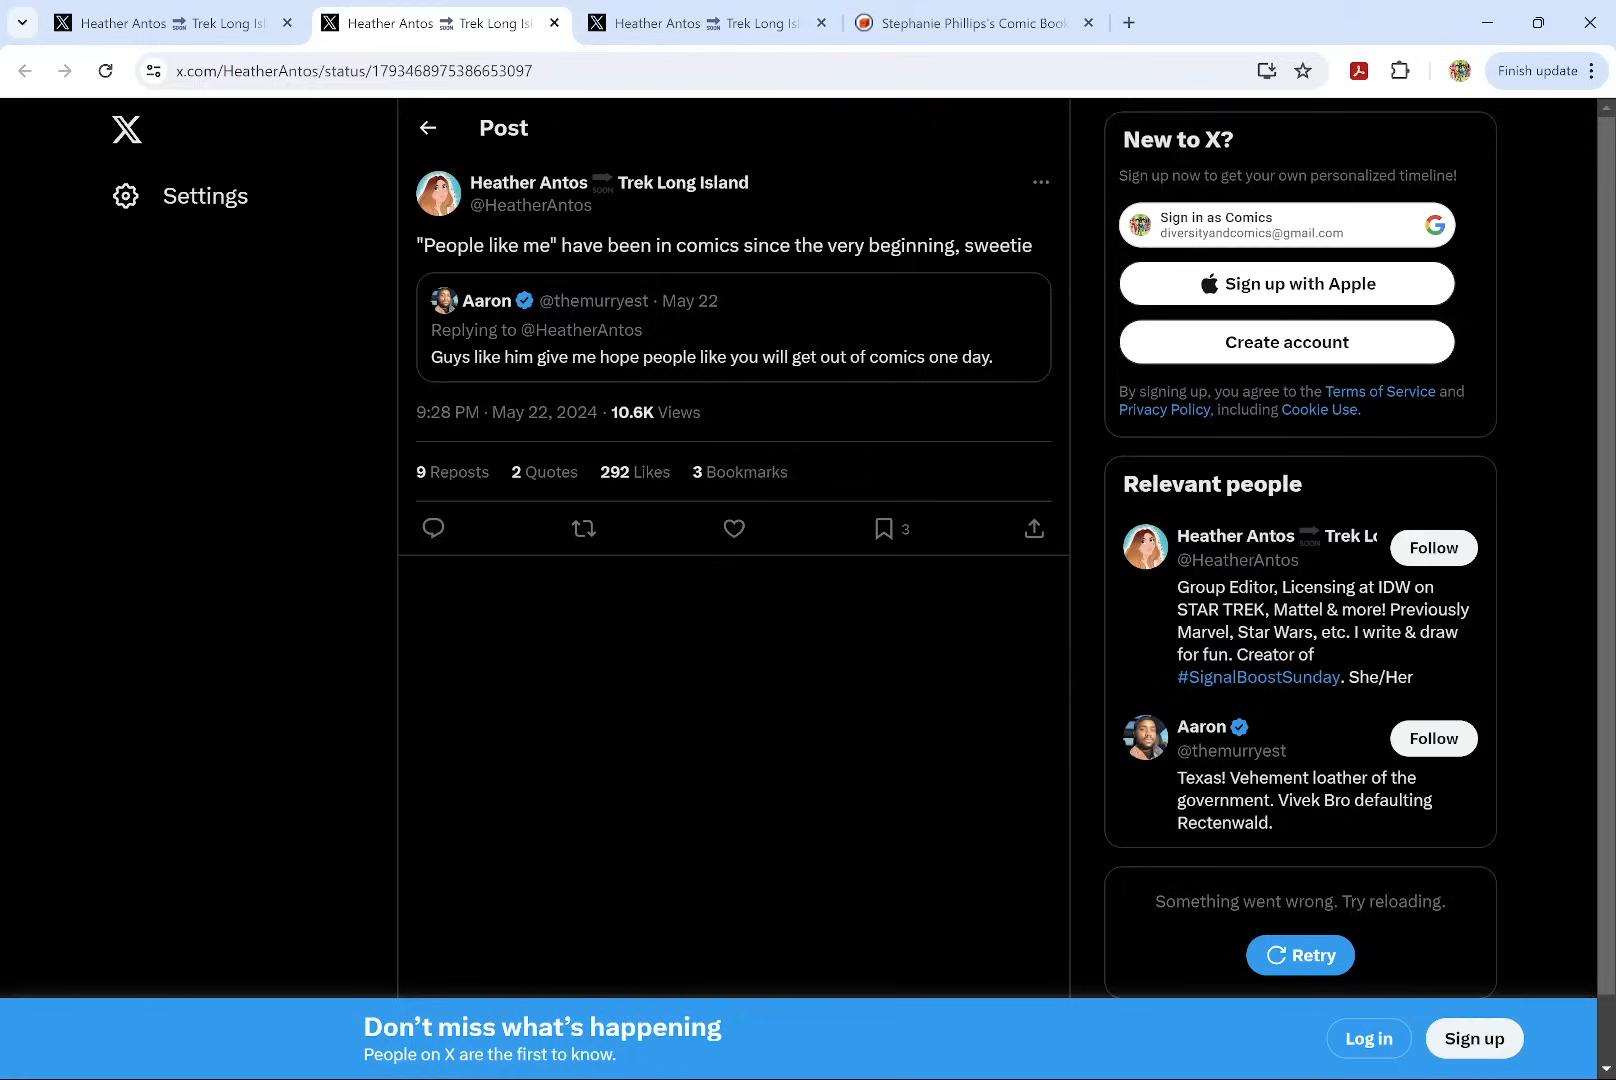 Heather Antos SOON Trek Long Is
Heather Antos SOON Trek Long Is
Heather Antos SOON Trek Long Is
Stephanie Phillips's Comic Book
x.com/HeatherAntos/status/1793468975386653097
Finish update
Settings
Post
Heather Antos SOON Trek Long Island
@HeatherAntos
"People like me" have been in comics since the very beginning, sweetie
Aaron @themurryest · May 22
Replying to @HeatherAntos
Guys like him give me hope people like you will get out of comics one day.
9:28 PM · May 22, 2024 · 10.6K Views
9 Reposts 2 Quotes 292 Likes 3 Bookmarks
3
New to X?
Sign up now to get your own personalized timeline!
Sign in as Comics
diversityandcomics@gmail.com
Sign up with Apple
Create account
By signing up, you agree to the Terms of Service and
Privacy Policy, including Cookie Use.
Relevant people
Heather Antos SOON Trek Lo
@HeatherAntos
Follow
Group Editor, Licensing at IDW on
STAR TREK, Mattel & more! Previously
Marvel, Star Wars, etc. I write & draw
for fun. Creator of
#SignalBoostSunday. She/Her
Aaron
@themurryest
Follow
Texas! Vehement loather of the
government. Vivek Bro defaulting
Rectenwald.
Something went wrong. Try reloading.
Retry
Don't miss what's happening
People on X are the first to know.
Log in
Sign up